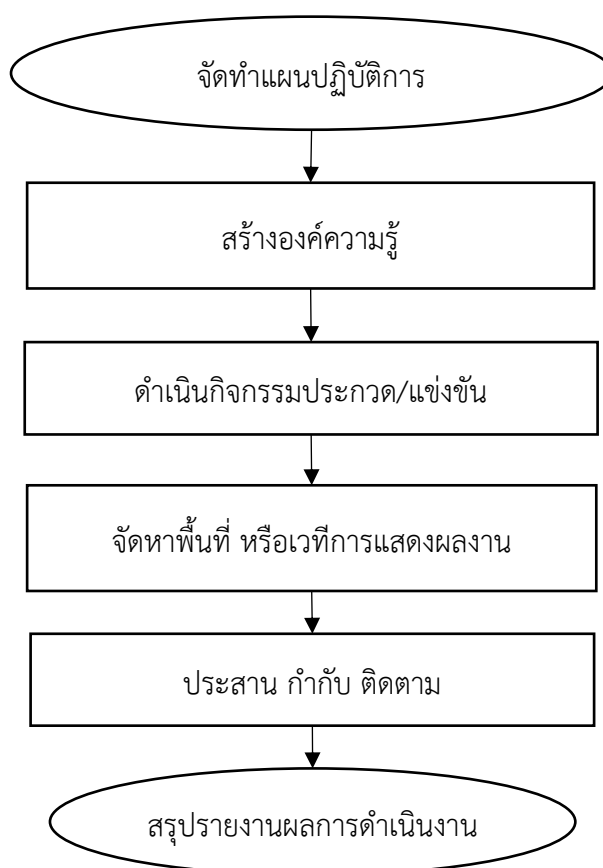 จัดทำแผนปฏิบัติการ
สร้างองค์ความรู้
ดำเนินกิจกรรมประกวด/แข่งขัน
จัดหาพื้นที่ หรือเวทีการแสดงผลงาน
ประสาน กำกับ ติดตาม
สรุปรายงานผลการดำเนินงาน